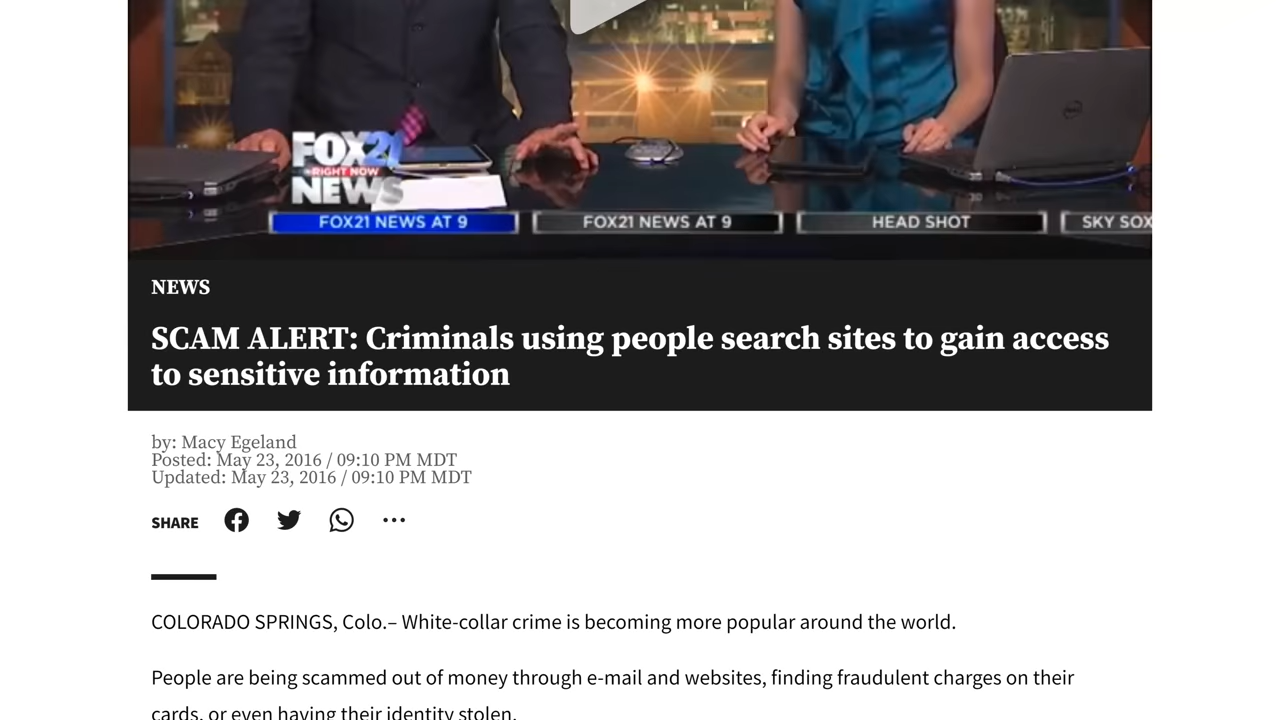 FOX21
RIGHT NOW
NEWS
FOX21 NEWS AT 9
FOX21 NEWS AT 9
HEAD SHOT
SKY SOX
NEWS
SCAM ALERT: Criminals using people search sites to gain access
to sensitive information
by: Macy Egeland
Posted: May 23, 2016 / 09:10 PM MDT
Updated: May 23, 2016 / 09:10 PM MDT
SHARE
COLORADO SPRINGS, Colo.– White-collar crime is becoming more popular around the world.
People are being scammed out of money through e-mail and websites, finding fraudulent charges on their
cards, or even having their identity stolen.